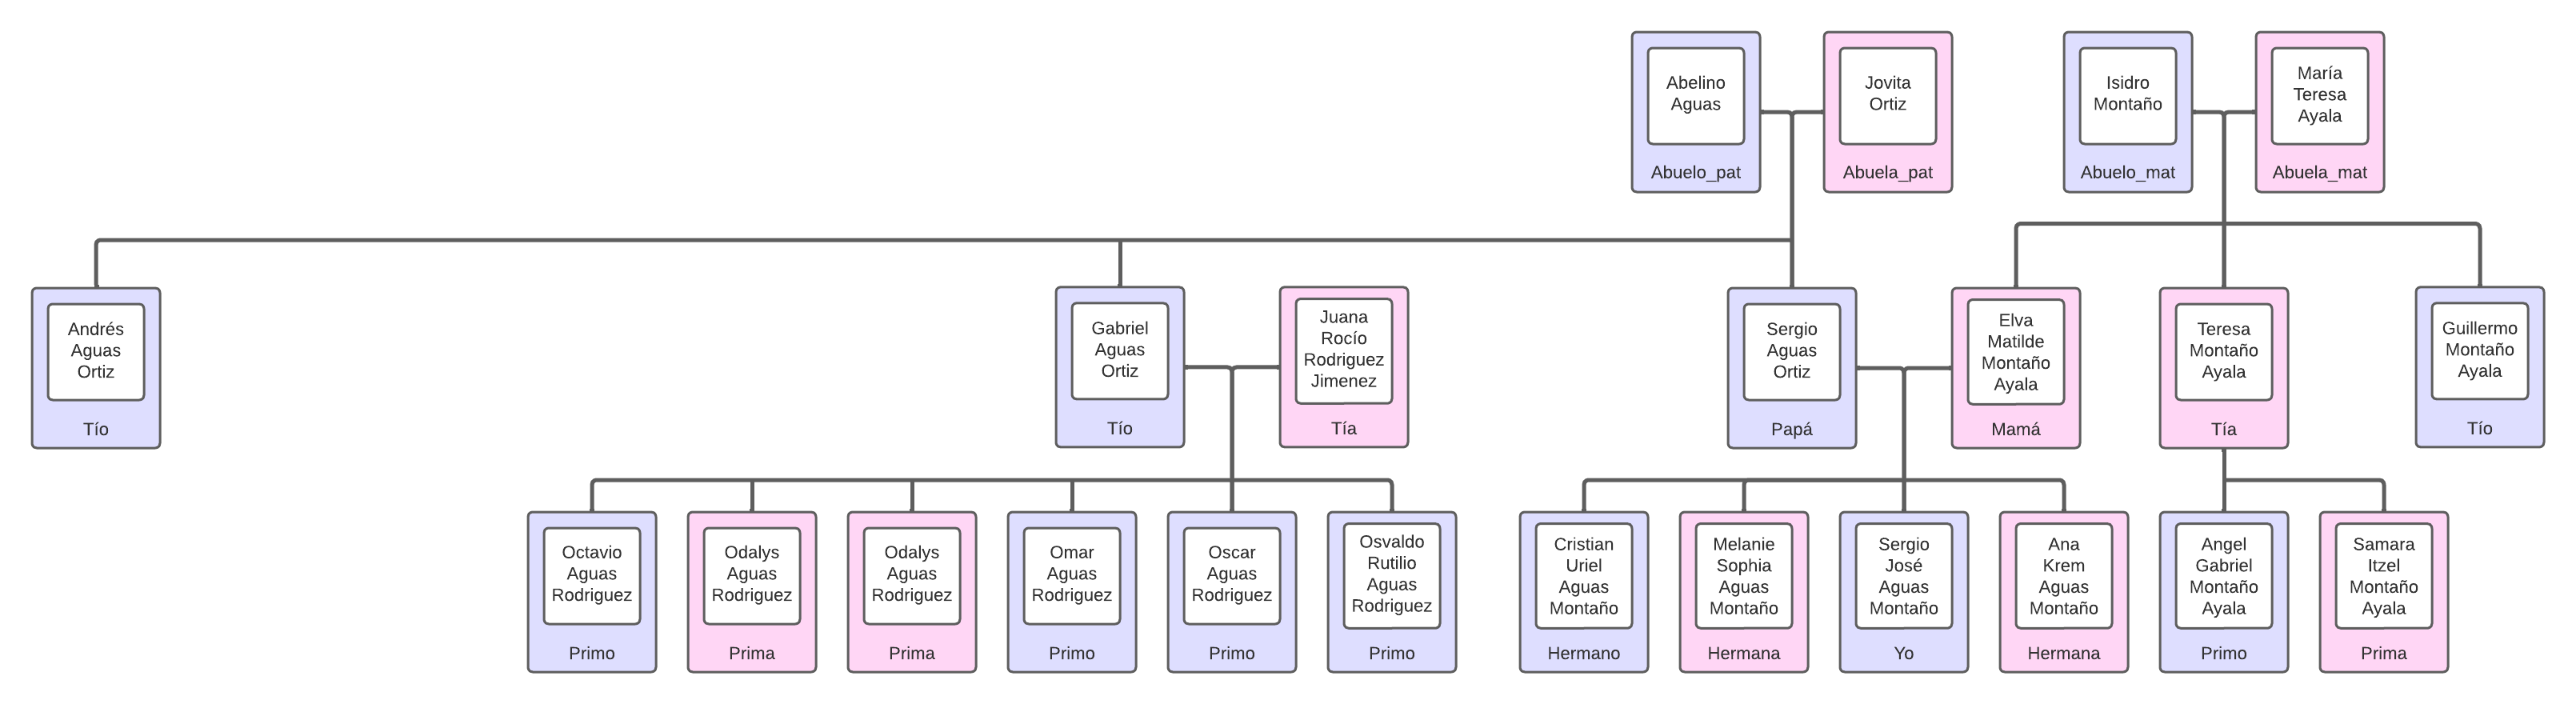 Abelino
Aguas
Abuelo_pat
Jovita
Ortiz
Abuela_pat
Isidro
Montaño
Abuelo_mat
María
Teresa
Ayala
Abuela_mat
Andrés
Aguas
Ortiz
Tío
Gabriel
Aguas
Ortiz
Tío
Juana
Rocío
Rodriguez
Jimenez
Tía
Sergio
Aguas
Ortiz
Papá
Elva
Matilde
Montaño
Ayala
Mamá
Teresa
Montaño
Ayala
Tía
Guillermo
Montaño
Ayala
Tío
Octavio
Aguas
Rodriguez
Primo
Odalys
Aguas
Rodriguez
Prima
Odalys
Aguas
Rodriguez
Prima
Omar
Aguas
Rodriguez
Primo
Oscar
Aguas
Rodriguez
Primo
Osvaldo
Rutilio
Aguas
Rodriguez
Primo
Cristian
Uriel
Aguas
Montaño
Hermano
Melanie
Sophia
Aguas
Montaño
Hermana
Sergio
José
Aguas
Montaño
Yo
Ana
Krem
Aguas
Montaño
Hermana
Angel
Gabriel
Montaño
Ayala
Primo
Samara
Itzel
Montaño
Ayala
Prima